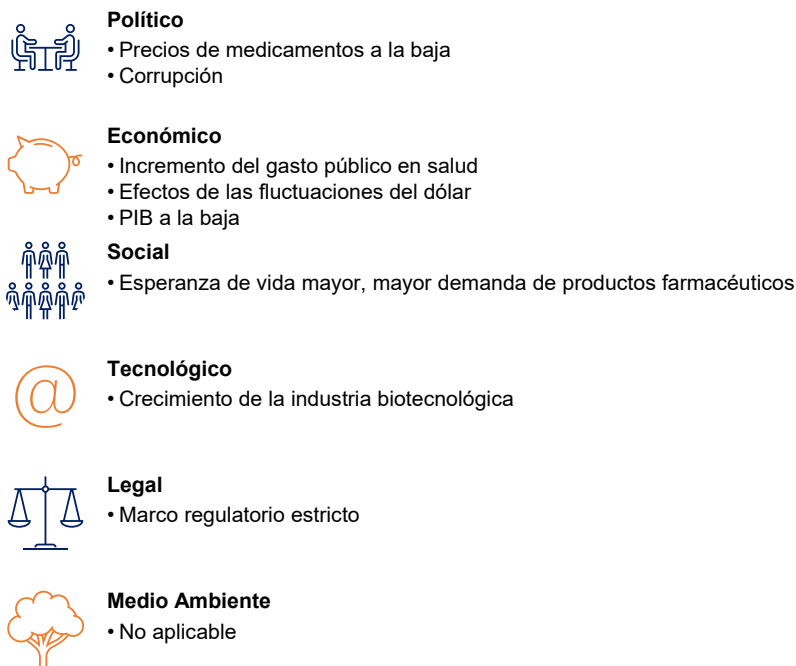 Político
• Precios de medicamentos a la baja
• Corrupción
Económico
• Incremento del gasto público en salud
• Efectos de las fluctuaciones del dólar
• PIB a la baja
Social
• Esperanza de vida mayor, mayor demanda de productos farmacéuticos
@
Tecnológico
• Crecimiento de la industria biotecnológica
Legal
• Marco regulatorio estricto
Medio Ambiente
• No aplicable